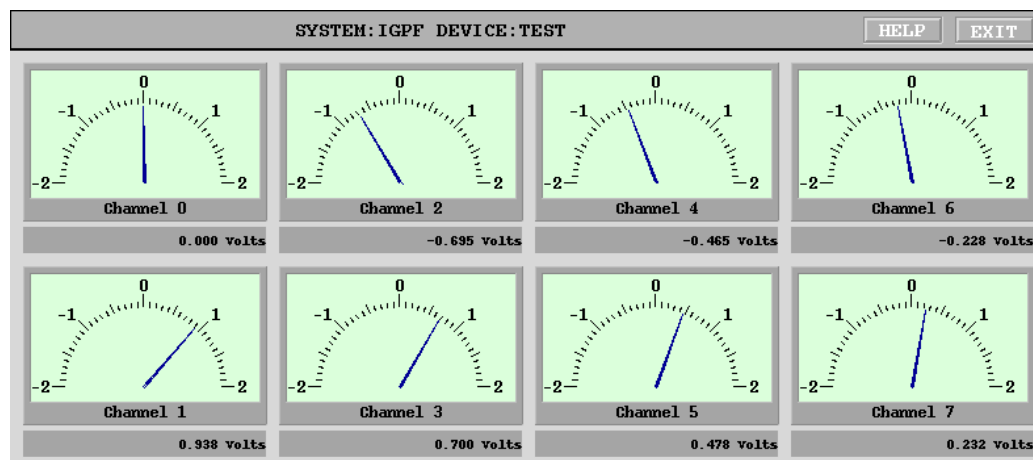 SYSTEM:IGPF DEVICE:TEST HELP EXIT
0 0 0 0
-1 1 -1 1 -1 1 -1 1
-2 2 -2 2 -2 2 -2 2
Channel 0 Channel 2 Channel 4 Channel 6
0.000 Volts -0.695 Volts -0.465 Volts -0.228 Volts
0 0 0 0
-1 1 -1 1 -1 1 -1 1
-2 2 -2 2 -2 2 -2 2
Channel 1 Channel 3 Channel 5 Channel 7
0.938 Volts 0.700 Volts 0.478 Volts 0.232 Volts